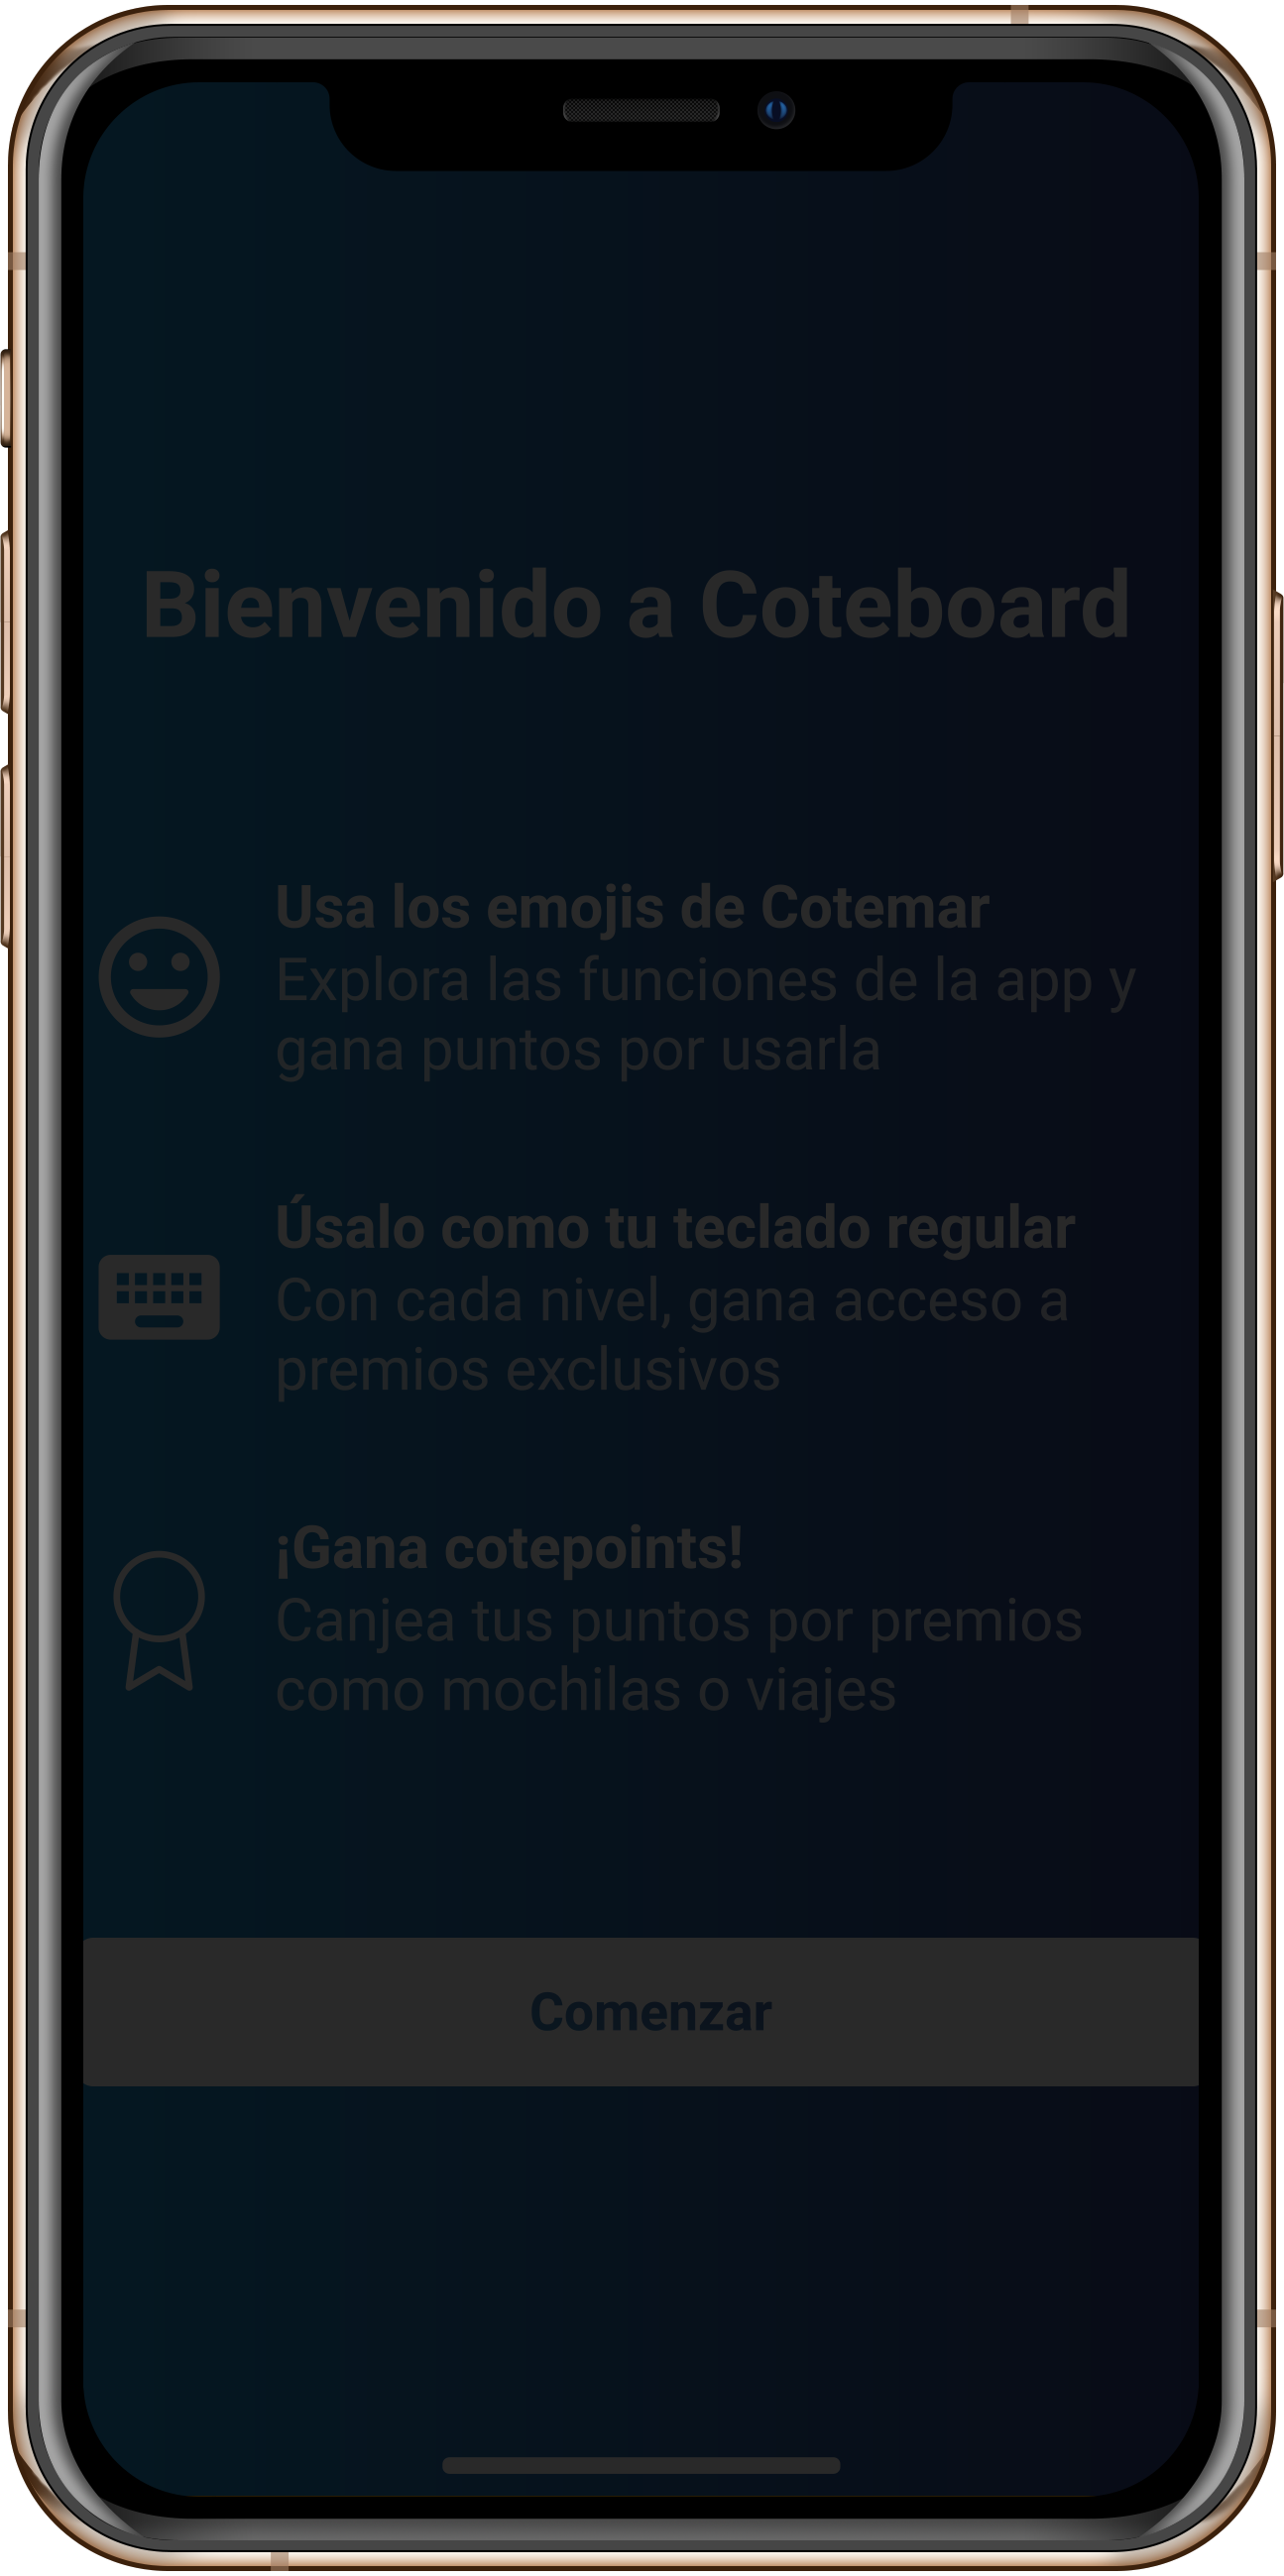 Bienvenido a Coteboard
Usa los emojis de Cotemar
Explora las funciones de la app y
gana puntos por usarla
Úsalo como tu teclado regular
Con cada nivel, gana acceso a
premios exclusivos
¡Gana cotepoints!
Canjea tus puntos por premios
como mochilas o viajes
Comenzar